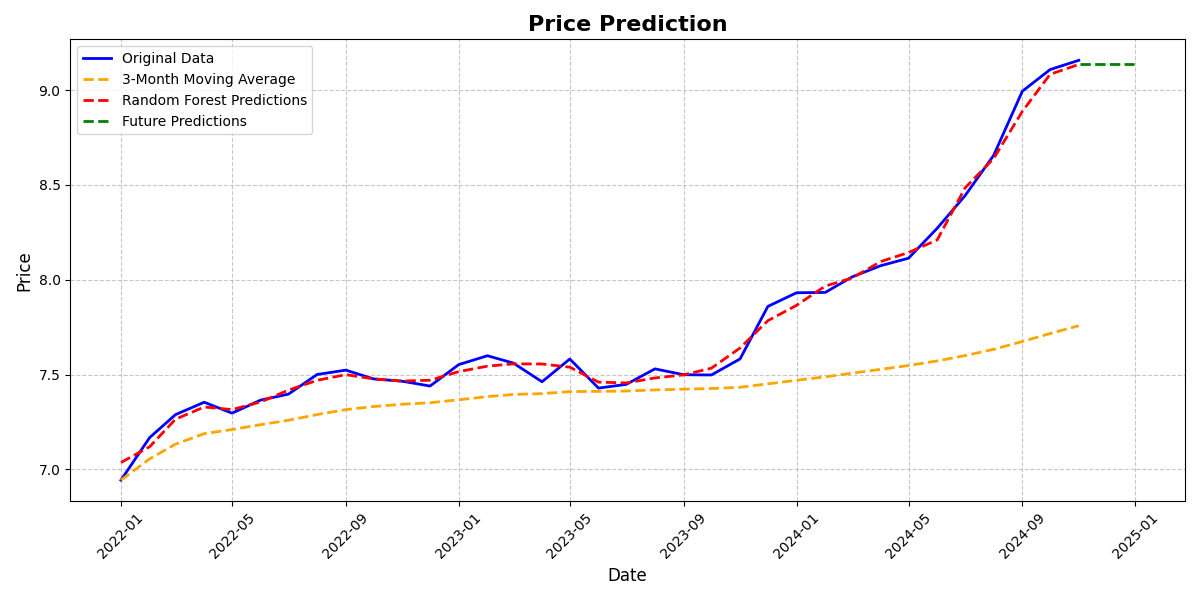 Price Prediction
Original Data
3-Month Moving Average
Random Forest Predictions
Future Predictions
9.0
8.5
8.0
7.5
7.0
Price
2022-01
2022-05
2022-09
2023-01
2023-05
2023-09
2024-01
2024-05
2024-09
2025-01
Date